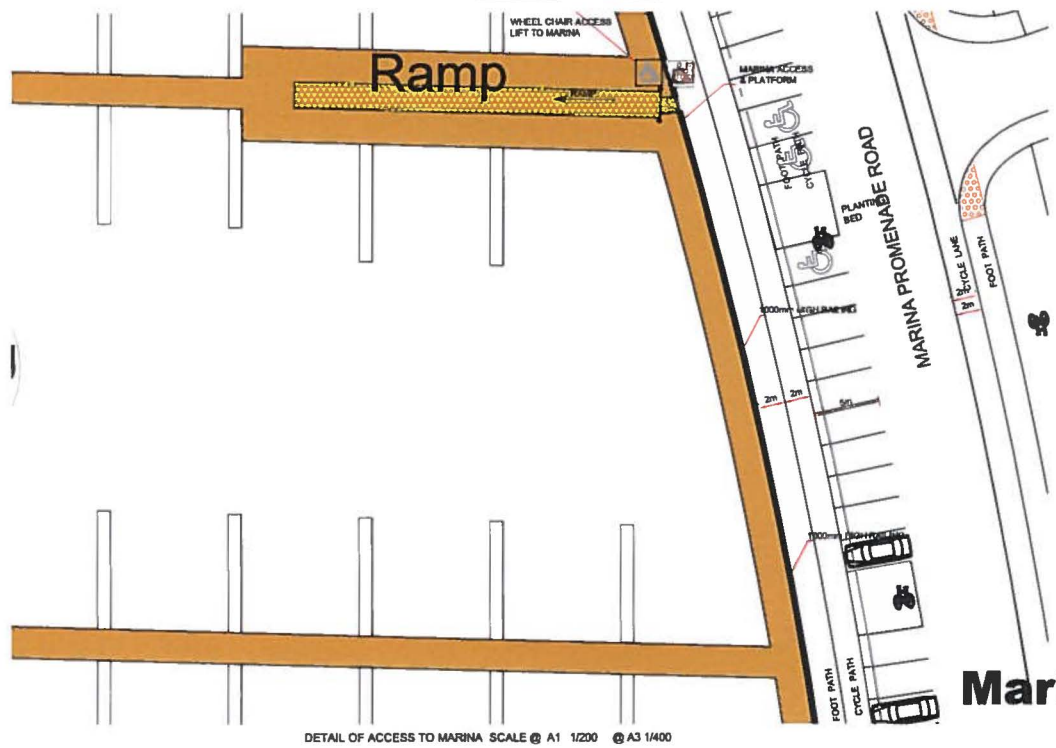 WHEEL CHAIR ACCESS
LIFT TO MARINA
Ramp
RAMP
MARINA ACCESS
& PLATFORM
FOOT PATH
CYCLE PATH
PLANTING
BED
MARINA PROMENADE ROAD
CYCLE LANE
FOOT PATH
2m
2m
1000mm HIGH RAILING
2m
2m
5m
1000mm HIGH RAILING
FOOT PATH
CYCLE PATH
Mar
DETAIL OF ACCESS TO MARINA SCALE @ A1 1/200 @ A3 1/400